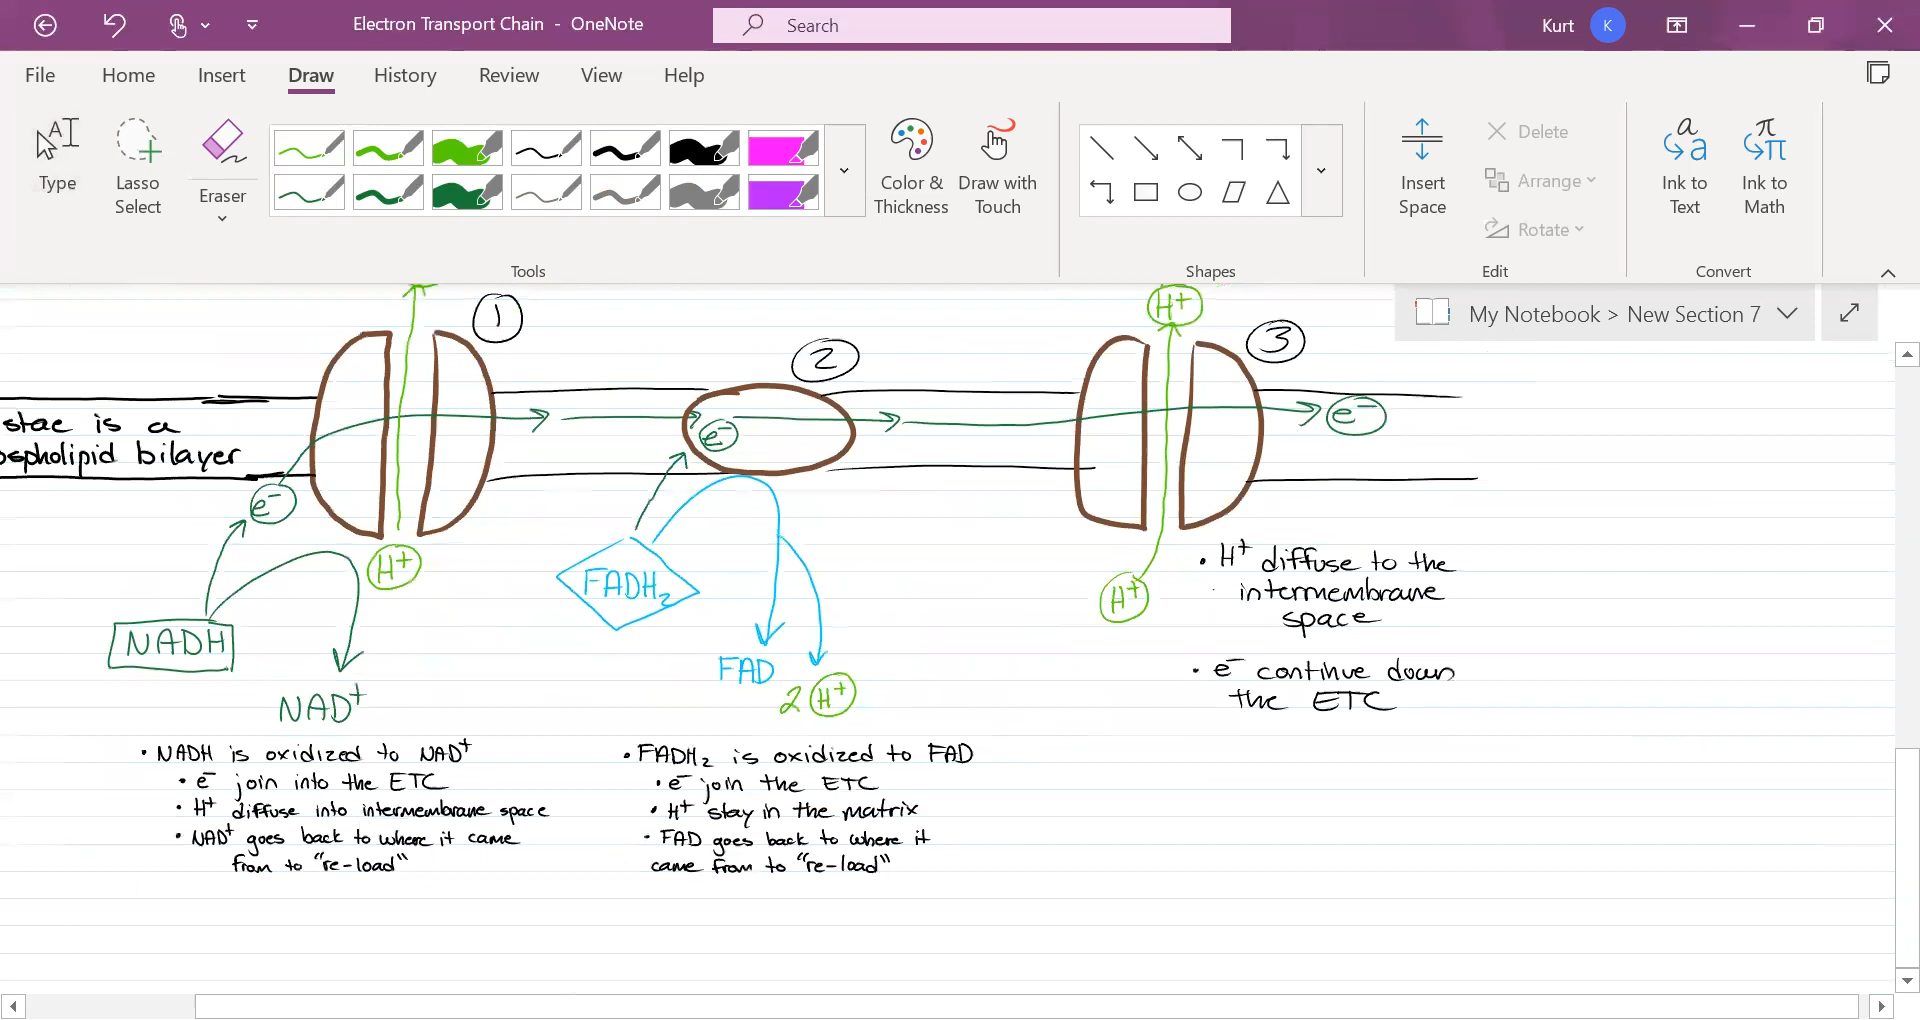 Electron Transport Chain - OneNote
Search
Kurt
K
File Home Insert Draw History Review View Help
Type
Lasso
Select
Eraser
Color &
Thickness
Draw with
Touch
Insert
Space
Delete
Arrange
Rotate
Ink to
Text
Ink to
Math
Tools
Shapes
Edit
Convert
My Notebook > New Section 7
1
2
3
H+
stae is a
ospholipid bilayer
e-
e-
e-
H+
FADH2
H+
NADH
NAD+
FAD
2 H+
• H+ diffuse to the
intermembrane
space
• e- continue down
the ETC
• NADH is oxidized to NAD+
• e- join into the ETC
• H+ diffuse into intermembrane space
• NAD+ goes back to where it came
from to "re-load"
• FADH2 is oxidized to FAD
• e- join the ETC
• H+ stay in the matrix
• FAD goes back to where it
came from to "re-load"